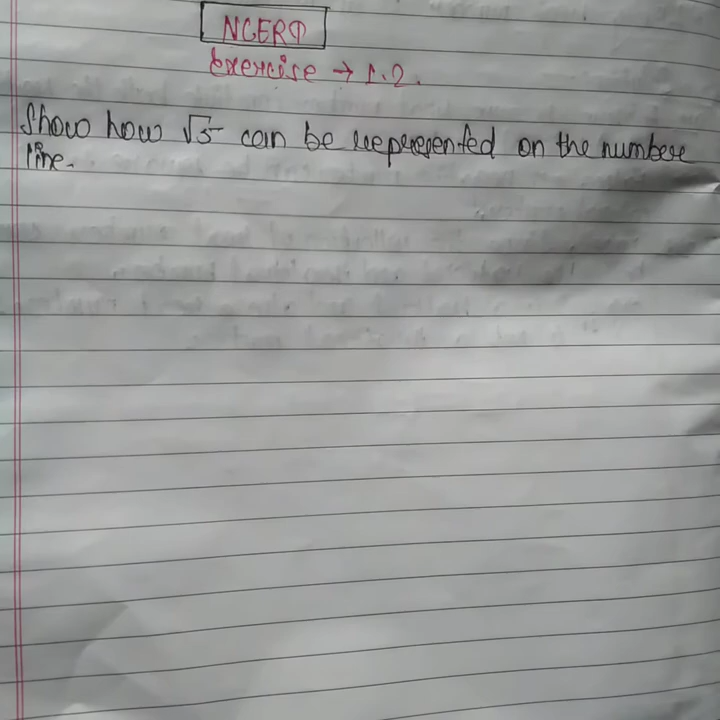 NCERT
Exercise → 1.2.
Show how √5 can be represented on the number
line.